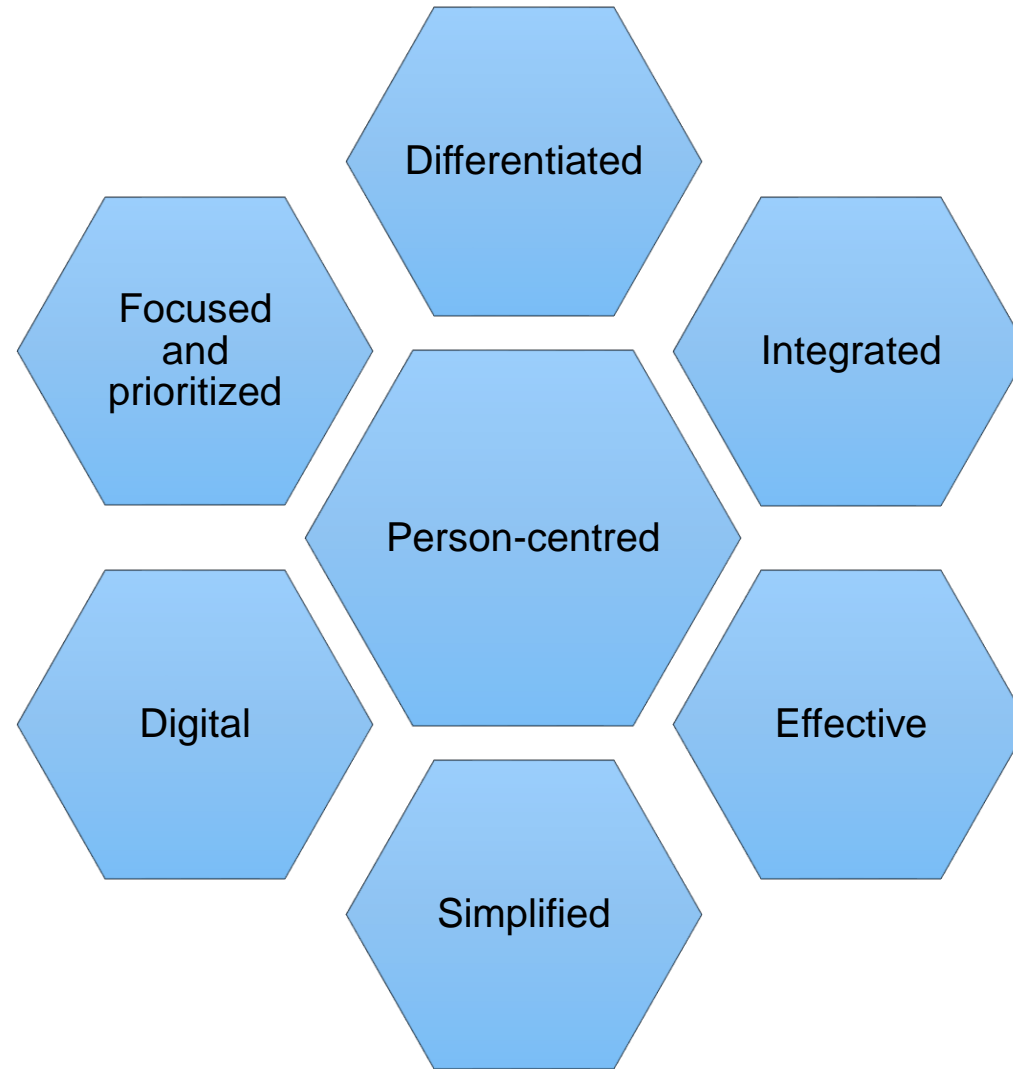 Differentiated
Focused
and
prioritized
Integrated
Person-centred
Digital
Effective
Simplified